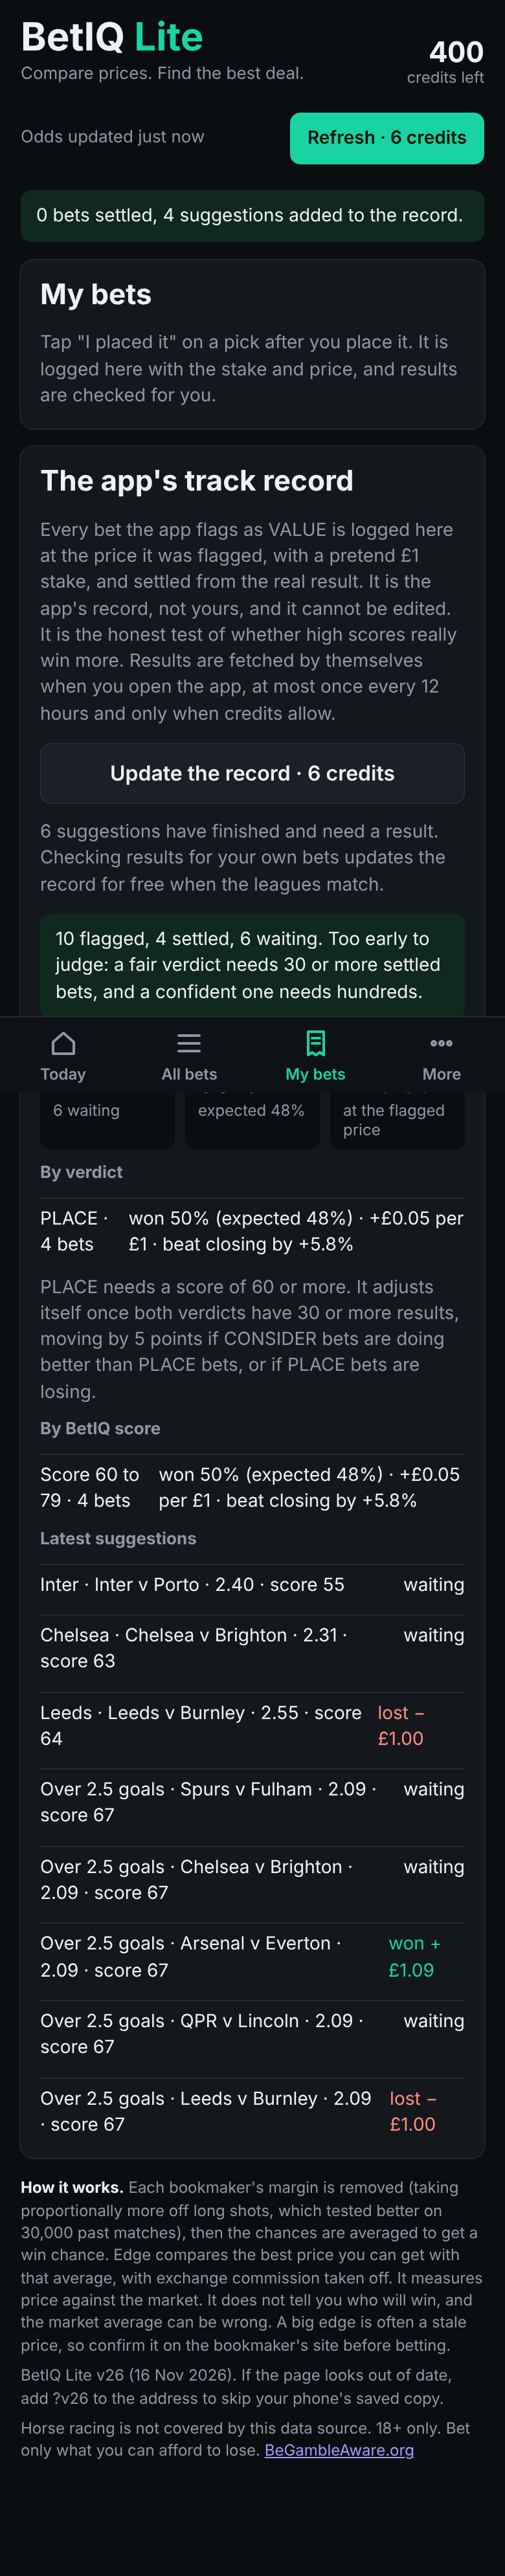 BetIQ Lite
Compare prices. Find the best deal.
400
credits left
Odds updated just now
Refresh · 6 credits
0 bets settled, 4 suggestions added to the record.
My bets
Tap "I placed it" on a pick after you place it. It is
logged here with the stake and price, and results
are checked for you.
The app's track record
Every bet the app flags as VALUE is logged here
at the price it was flagged, with a pretend £1
stake, and settled from the real result. It is the
app's record, not yours, and it cannot be edited.
It is the honest test of whether high scores really
win more. Results are fetched by themselves
when you open the app, at most once every 12
hours and only when credits allow.
Update the record · 6 credits
6 suggestions have finished and need a result.
Checking results for your own bets updates the
record for free when the leagues match.
10 flagged, 4 settled, 6 waiting. Too early to
judge: a fair verdict needs 30 or more settled
bets, and a confident one needs hundreds.
Today
All bets
My bets
More
6 waiting
expected 48%
at the flagged
price
By verdict
PLACE ·
4 bets
won 50% (expected 48%) · +£0.05 per
£1 · beat closing by +5.8%
PLACE needs a score of 60 or more. It adjusts
itself once both verdicts have 30 or more results,
moving by 5 points if CONSIDER bets are doing
better than PLACE bets, or if PLACE bets are
losing.
By BetIQ score
Score 60 to
79 · 4 bets
won 50% (expected 48%) · +£0.05
per £1 · beat closing by +5.8%
Latest suggestions
Inter · Inter v Porto · 2.40 · score 55
waiting
Chelsea · Chelsea v Brighton · 2.31 ·
score 63
waiting
Leeds · Leeds v Burnley · 2.55 · score
64
lost −
£1.00
Over 2.5 goals · Spurs v Fulham · 2.09 ·
score 67
waiting
Over 2.5 goals · Chelsea v Brighton ·
2.09 · score 67
waiting
Over 2.5 goals · Arsenal v Everton ·
2.09 · score 67
won +
£1.09
Over 2.5 goals · QPR v Lincoln · 2.09 ·
score 67
waiting
Over 2.5 goals · Leeds v Burnley · 2.09
· score 67
lost −
£1.00
How it works. Each bookmaker's margin is removed (taking
proportionally more off long shots, which tested better on
30,000 past matches), then the chances are averaged to get a
win chance. Edge compares the best price you can get with
that average, with exchange commission taken off. It measures
price against the market. It does not tell you who will win, and
the market average can be wrong. A big edge is often a stale
price, so confirm it on the bookmaker's site before betting.
BetIQ Lite v26 (16 Nov 2026). If the page looks out of date,
add ?v26 to the address to skip your phone's saved copy.
Horse racing is not covered by this data source. 18+ only. Bet
only what you can afford to lose. BeGambleAware.org